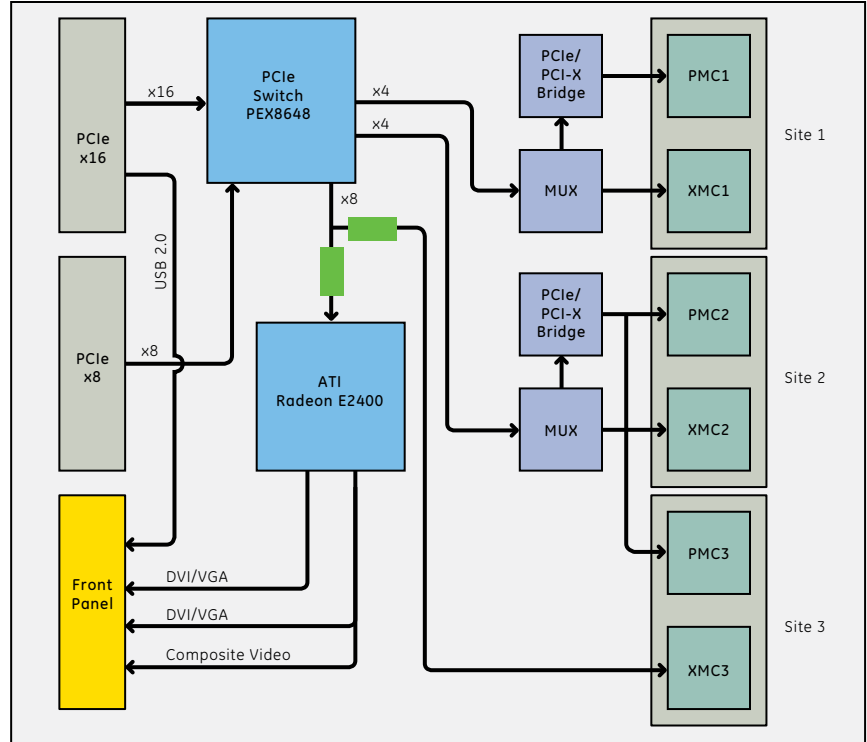 PCIe
x16
x16
PCIe
Switch
PEX8648
x4
x4
x8
USB 2.0
PCIe
x8
x8
ATI
Radeon E2400
Front
Panel
DVI/VGA
DVI/VGA
Composite Video
PCIe/
PCI-X
Bridge
MUX
PMC1
XMC1
Site 1
PCIe/
PCI-X
Bridge
MUX
PMC2
XMC2
Site 2
PMC3
XMC3
Site 3